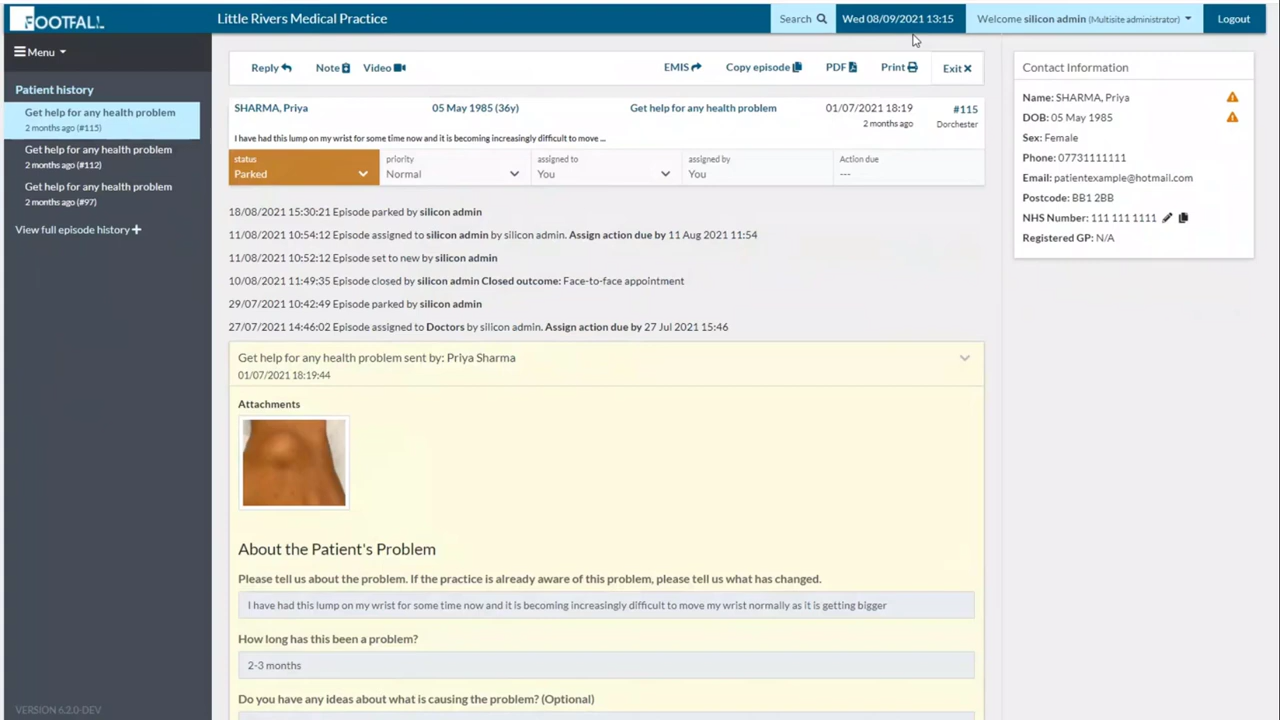 FOOTFALL
Little Rivers Medical Practice
Search
Wed 08/09/2021 13:15
Welcome silicon admin (Multisite administrator)
Logout
Menu
Patient history
Get help for any health problem
2 months ago (#115)
Get help for any health problem
2 months ago (#112)
Get help for any health problem
2 months ago (#97)
View full episode history
VERSION 6.2.0-DEV
Reply
Note
Video
EMIS
Copy episode
PDF
Print
Exit
SHARMA, Priya
05 May 1985 (36y)
Get help for any health problem
01/07/2021 18:19
2 months ago
#115
Dorchester
I have had this lump on my wrist for some time now and it is becoming increasingly difficult to move ...
status
Parked
priority
Normal
assigned to
You
assigned by
You
Action due
---
18/08/2021 15:30:21 Episode parked by silicon admin
11/08/2021 10:54:12 Episode assigned to silicon admin by silicon admin. Assign action due by 11 Aug 2021 11:54
11/08/2021 10:52:12 Episode set to new by silicon admin
10/08/2021 11:49:35 Episode closed by silicon admin Closed outcome: Face-to-face appointment
29/07/2021 10:42:49 Episode parked by silicon admin
27/07/2021 14:46:02 Episode assigned to Doctors by silicon admin. Assign action due by 27 Jul 2021 15:46
Get help for any health problem sent by: Priya Sharma
01/07/2021 18:19:44
Attachments
About the Patient's Problem
Please tell us about the problem. If the practice is already aware of this problem, please tell us what has changed.
I have had this lump on my wrist for some time now and it is becoming increasingly difficult to move my wrist normally as it is getting bigger
How long has this been a problem?
2-3 months
Do you have any ideas about what is causing the problem? (Optional)
Contact Information
Name: SHARMA, Priya
DOB: 05 May 1985
Sex: Female
Phone: 07731111111
Email: patientexample@hotmail.com
Postcode: BB1 2BB
NHS Number: 111 111 1111
Registered GP: N/A